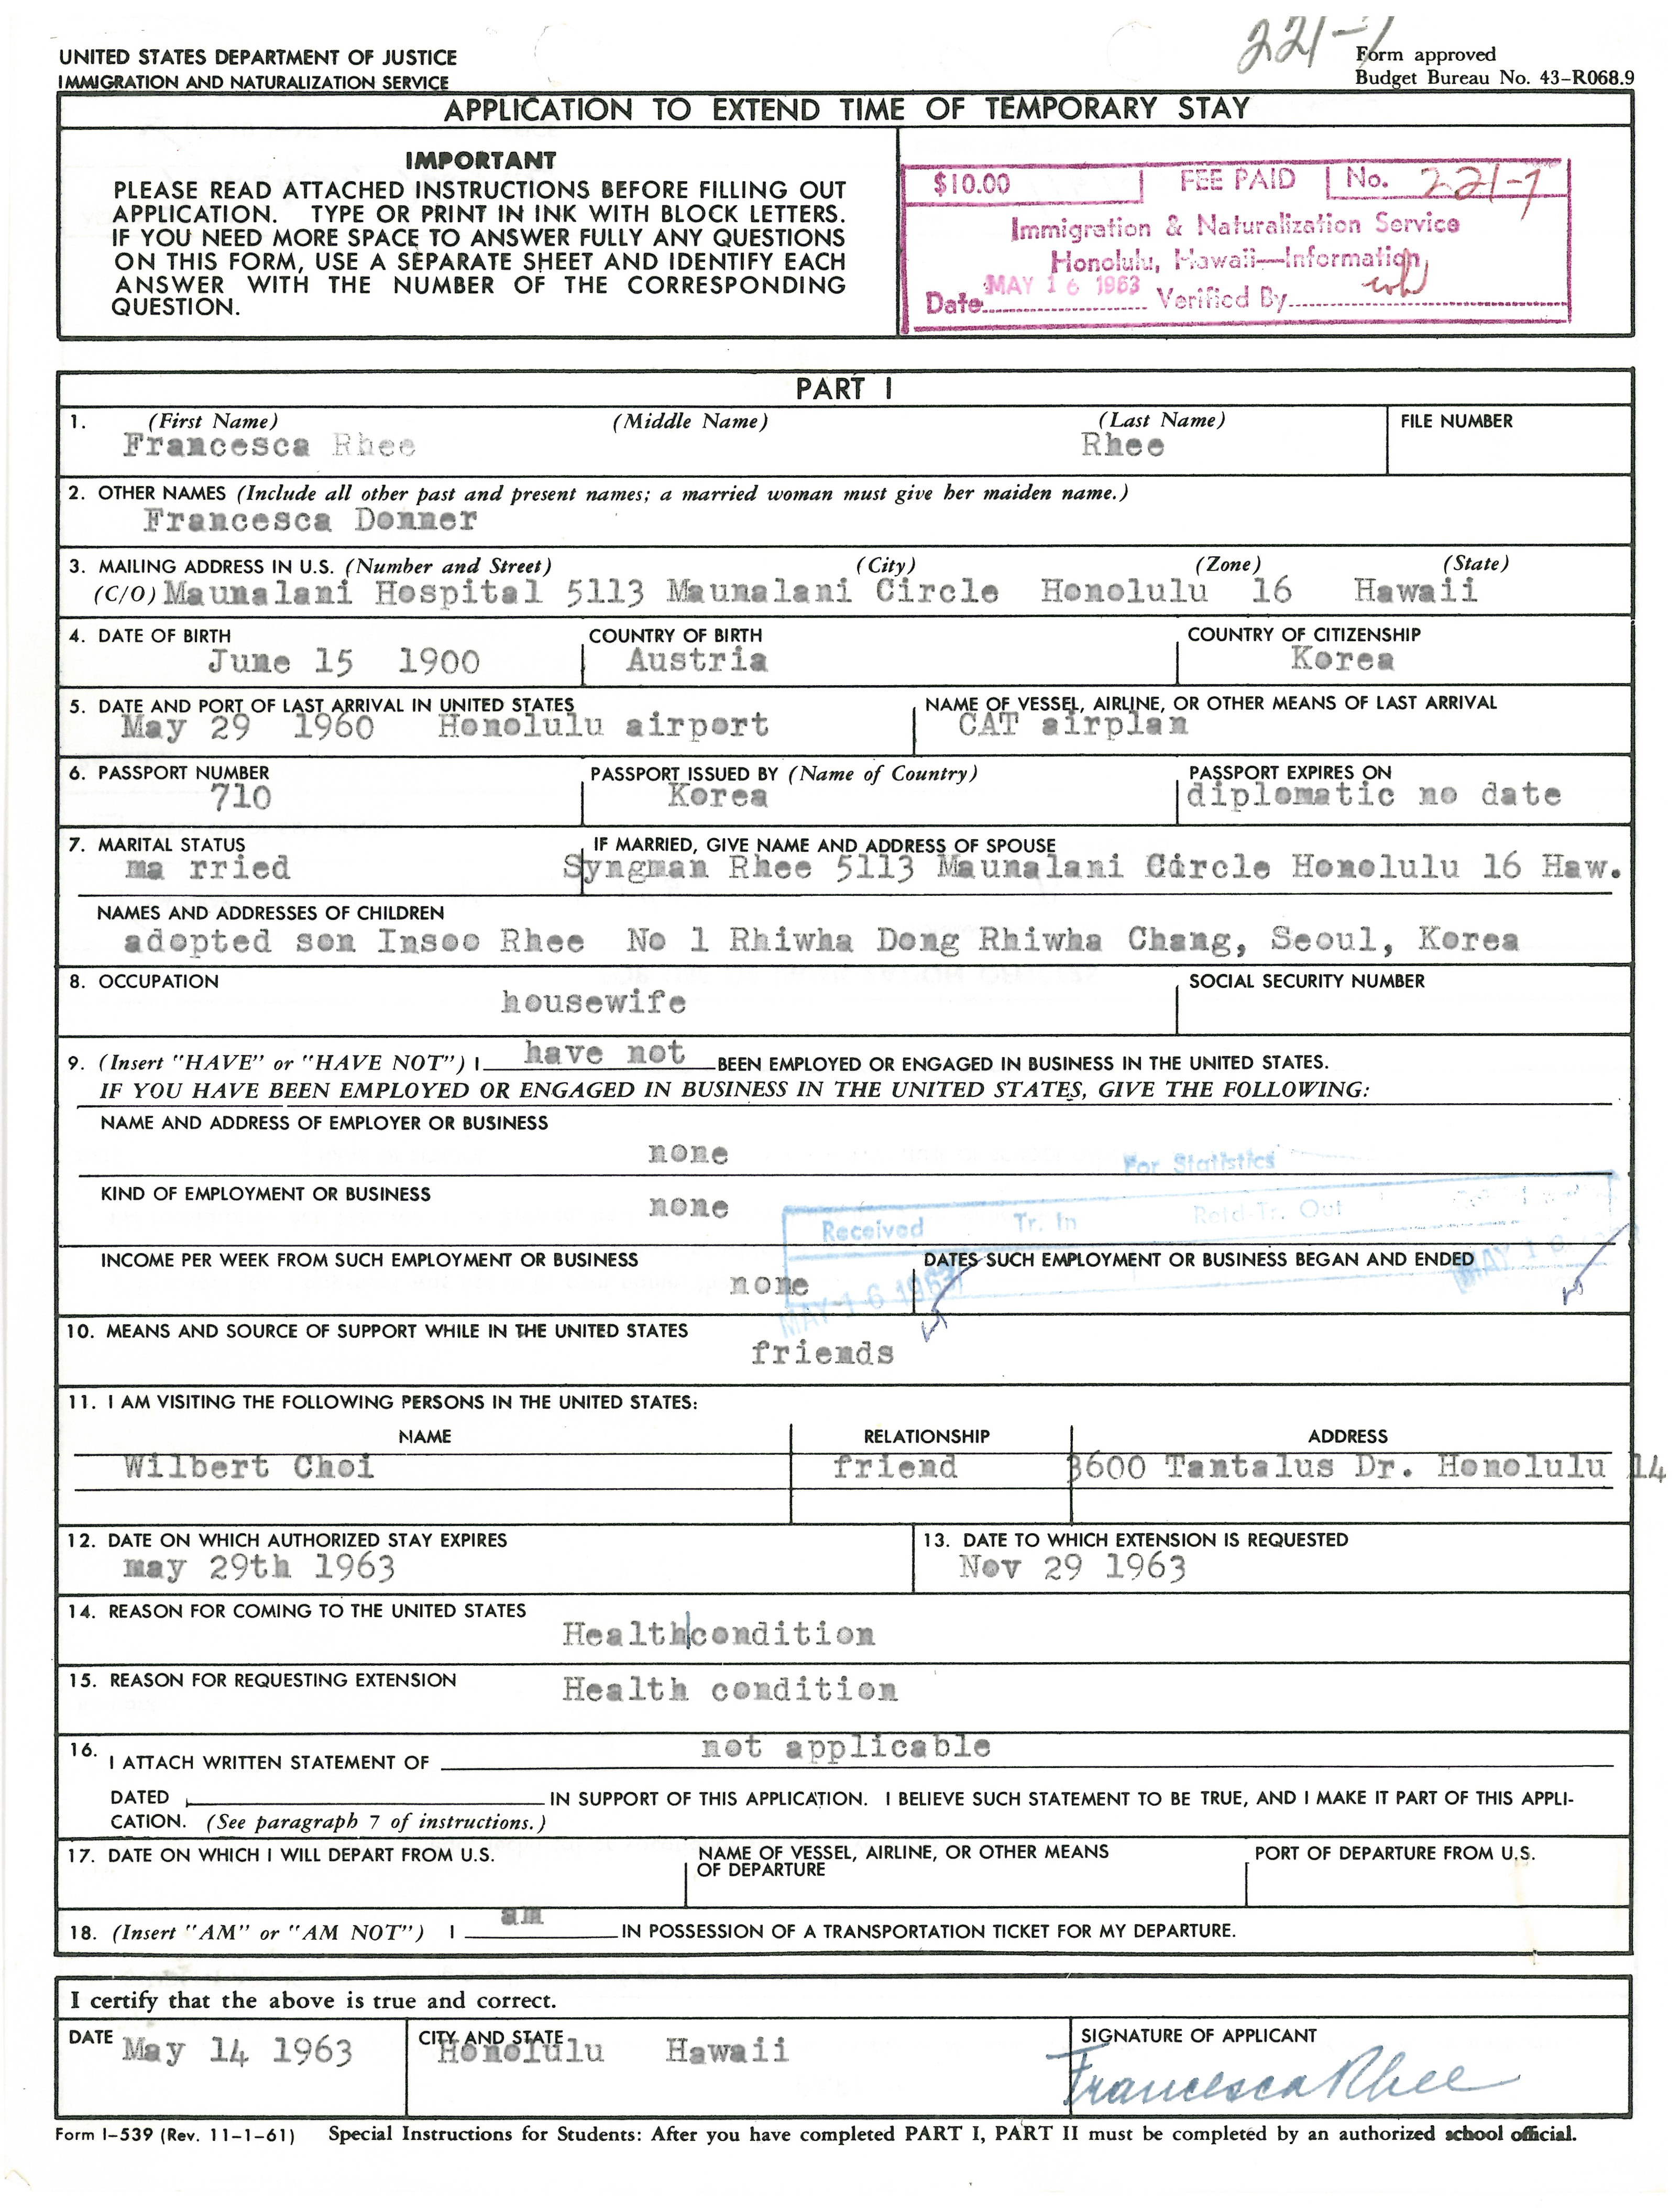 221-1
UNITED STATES DEPARTMENT OF JUSTICE
IMMIGRATION AND NATURALIZATION SERVICE
Form approved
Budget Bureau No. 43-R068.9
APPLICATION TO EXTEND TIME OF TEMPORARY STAY
IMPORTANT
PLEASE READ ATTACHED INSTRUCTIONS BEFORE FILLING OUT
APPLICATION. TYPE OR PRINT IN INK WITH BLOCK LETTERS.
IF YOU NEED MORE SPACE TO ANSWER FULLY ANY QUESTIONS
ON THIS FORM, USE A SEPARATE SHEET AND IDENTIFY EACH
ANSWER WITH THE NUMBER OF THE CORRESPONDING
QUESTION.
$10.00 FEE PAID No. 221-1
Immigration & Naturalization Service
Honolulu, Hawaii—Information
Date MAY 16 1963 Verified By
PART I
1. (First Name) (Middle Name) (Last Name) FILE NUMBER
Francesca Rhee Rhee
2. OTHER NAMES (Include all other past and present names; a married woman must give her maiden name.)
Francesca Donner
3. MAILING ADDRESS IN U.S. (Number and Street) (City) (Zone) (State)
(C/O) Maunalani Hospital 5113 Maunalani Circle Honolulu 16 Hawaii
4. DATE OF BIRTH COUNTRY OF BIRTH COUNTRY OF CITIZENSHIP
June 15 1900 Austria Korea
5. DATE AND PORT OF LAST ARRIVAL IN UNITED STATES NAME OF VESSEL, AIRLINE, OR OTHER MEANS OF LAST ARRIVAL
May 29 1960 Honolulu airport CAT airplan
6. PASSPORT NUMBER PASSPORT ISSUED BY (Name of Country) PASSPORT EXPIRES ON
710 Korea diplomatic no date
7. MARITAL STATUS IF MARRIED, GIVE NAME AND ADDRESS OF SPOUSE
ma rried Syngman Rhee 5113 Maunalani Circle Honolulu 16 Haw.
NAMES AND ADDRESSES OF CHILDREN
adopted son Insoo Rhee No 1 Rhiwha Dong Rhiwha Chang, Seoul, Korea
8. OCCUPATION SOCIAL SECURITY NUMBER
housewife
9. (Insert "HAVE" or "HAVE NOT") I have not BEEN EMPLOYED OR ENGAGED IN BUSINESS IN THE UNITED STATES.
IF YOU HAVE BEEN EMPLOYED OR ENGAGED IN BUSINESS IN THE UNITED STATES, GIVE THE FOLLOWING:
NAME AND ADDRESS OF EMPLOYER OR BUSINESS
none
For Statistics
KIND OF EMPLOYMENT OR BUSINESS
none
Received Tr. In Retd-Tr. Out
INCOME PER WEEK FROM SUCH EMPLOYMENT OR BUSINESS DATES SUCH EMPLOYMENT OR BUSINESS BEGAN AND ENDED
none
MAY 16 1963 MAY 16
10. MEANS AND SOURCE OF SUPPORT WHILE IN THE UNITED STATES
friends
11. I AM VISITING THE FOLLOWING PERSONS IN THE UNITED STATES:
NAME RELATIONSHIP ADDRESS
Wilbert Choi friend 3600 Tantalus Dr. Honolulu 14
12. DATE ON WHICH AUTHORIZED STAY EXPIRES 13. DATE TO WHICH EXTENSION IS REQUESTED
may 29th 1963 Nov 29 1963
14. REASON FOR COMING TO THE UNITED STATES
Health condition
15. REASON FOR REQUESTING EXTENSION
Health condition
16. I ATTACH WRITTEN STATEMENT OF not applicable
DATED IN SUPPORT OF THIS APPLICATION. I BELIEVE SUCH STATEMENT TO BE TRUE, AND I MAKE IT PART OF THIS APPLI-
CATION. (See paragraph 7 of instructions.)
17. DATE ON WHICH I WILL DEPART FROM U.S. NAME OF VESSEL, AIRLINE, OR OTHER MEANS PORT OF DEPARTURE FROM U.S.
OF DEPARTURE
18. (Insert "AM" or "AM NOT") I am IN POSSESSION OF A TRANSPORTATION TICKET FOR MY DEPARTURE.
I certify that the above is true and correct.
DATE CITY AND STATE SIGNATURE OF APPLICANT
May 14 1963 Honolulu Hawaii Francesca Rhee
Form I-539 (Rev. 11-1-61) Special Instructions for Students: After you have completed PART I, PART II must be completed by an authorized school official.